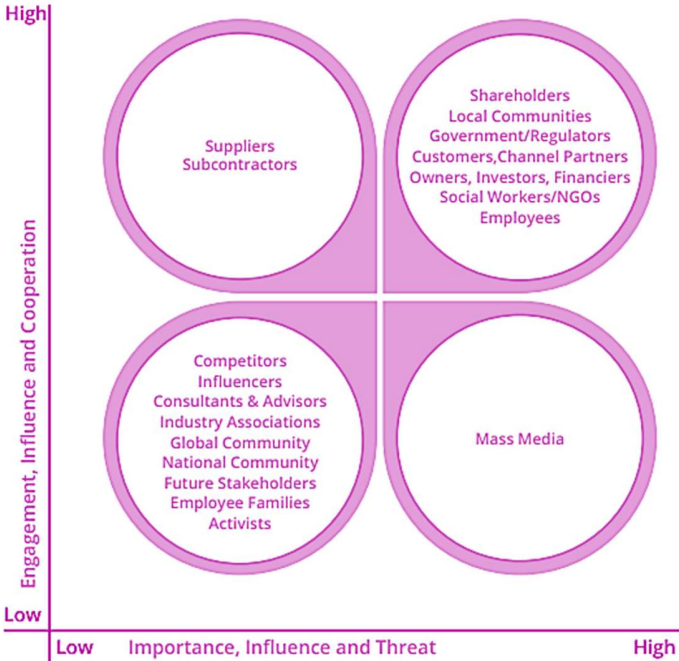 High
Suppliers
Subcontractors
Shareholders
Local Communities
Government/Regulators
Customers,Channel Partners
Owners, Investors, Financiers
Social Workers/NGOs
Employees
Engagement, Influence and Cooperation
Competitors
Influencers
Consultants & Advisors
Industry Associations
Global Community
National Community
Future Stakeholders
Employee Families
Activists
Mass Media
Low
Low Importance, Influence and Threat High